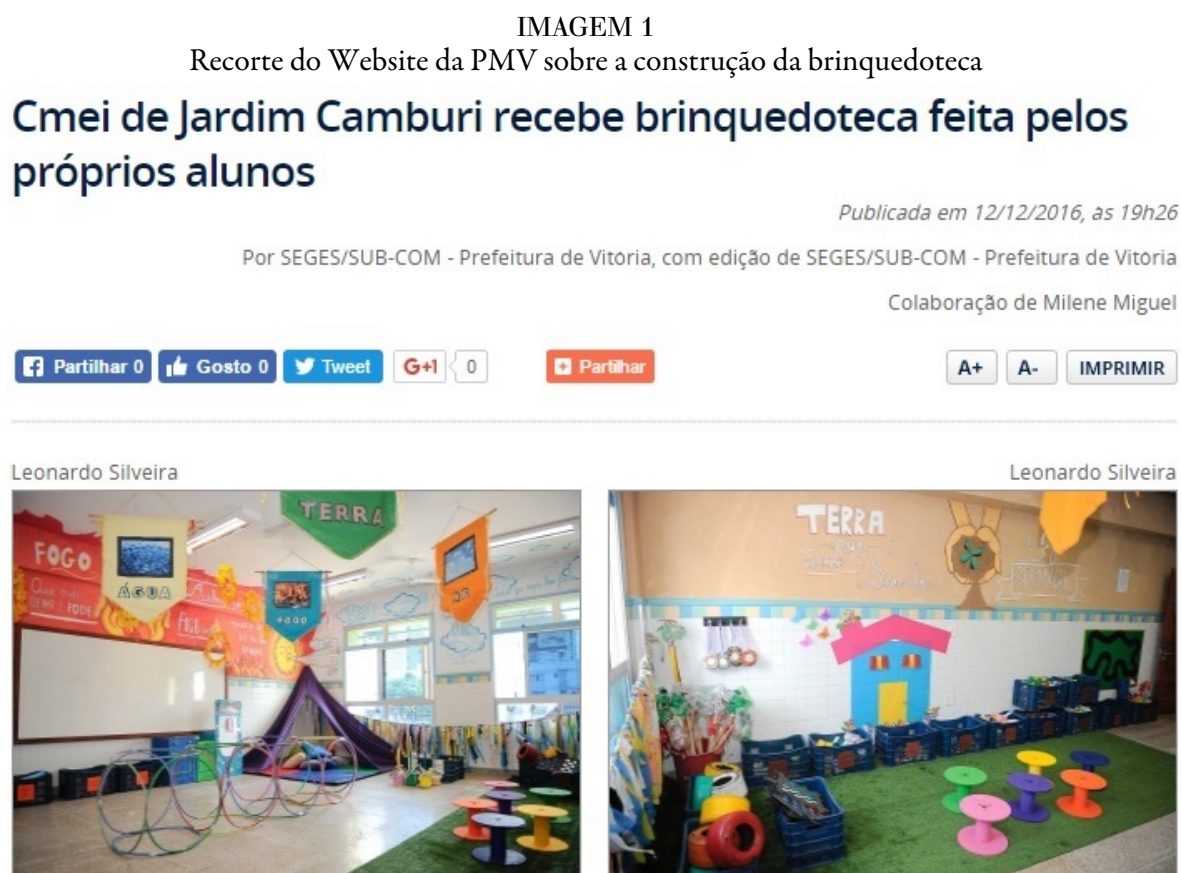 IMAGEM 1
Recorte do Website da PMV sobre a construção da brinquedoteca
Cmei de Jardim Camburi recebe brinquedoteca feita pelos
próprios alunos
Publicada em 12/12/2016, às 19h26
Por SEGES/SUB-COM - Prefeitura de Vitória, com edição de SEGES/SUB-COM - Prefeitura de Vitória
Colaboração de Milene Miguel
Partilhar 0 Gosto 0 Tweet G+1 0 Partilhar A+ A- IMPRIMIR
Leonardo Silveira Leonardo Silveira
TERRA
FOGO
ÁGUA
FOGO
AR
TERRA